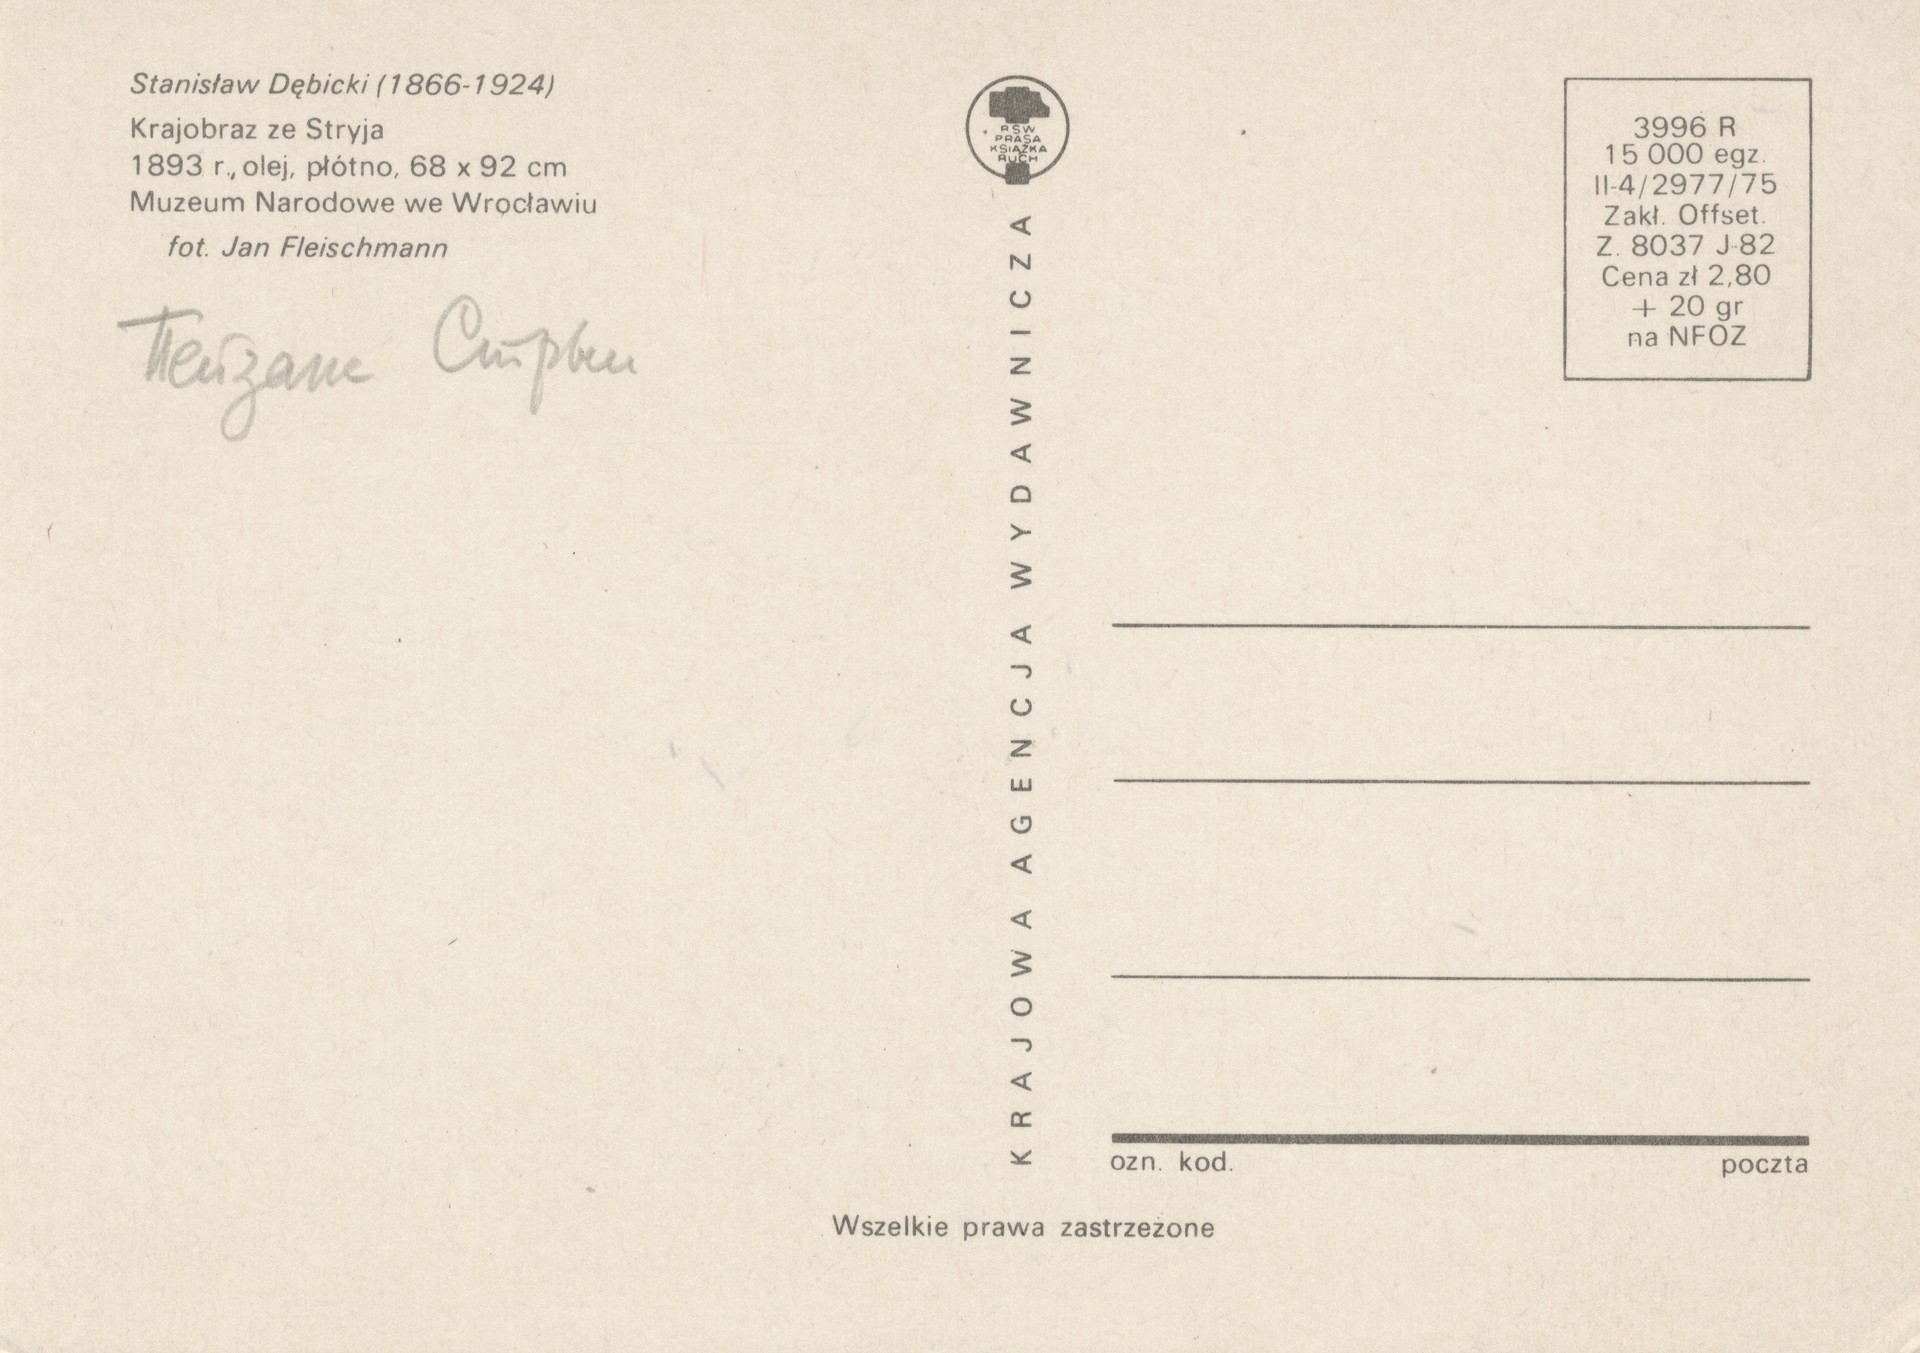 Stanisław Dębicki (1866-1924)
Krajobraz ze Stryja
1893 r., olej, płótno, 68 x 92 cm
Muzeum Narodowe we Wrocławiu
fot. Jan Fleischmann
RSW
PRASA
KSIĄŻKA
RUCH
KRAJOWA AGENCJA WYDAWNICZA
3996 R
15 000 egz.
II-4/2977/75
Zakł. Offset.
Z. 8037 J-82
Cena zł 2,80
+ 20 gr
na NFOZ
ozn. kod. poczta
Wszelkie prawa zastrzeżone